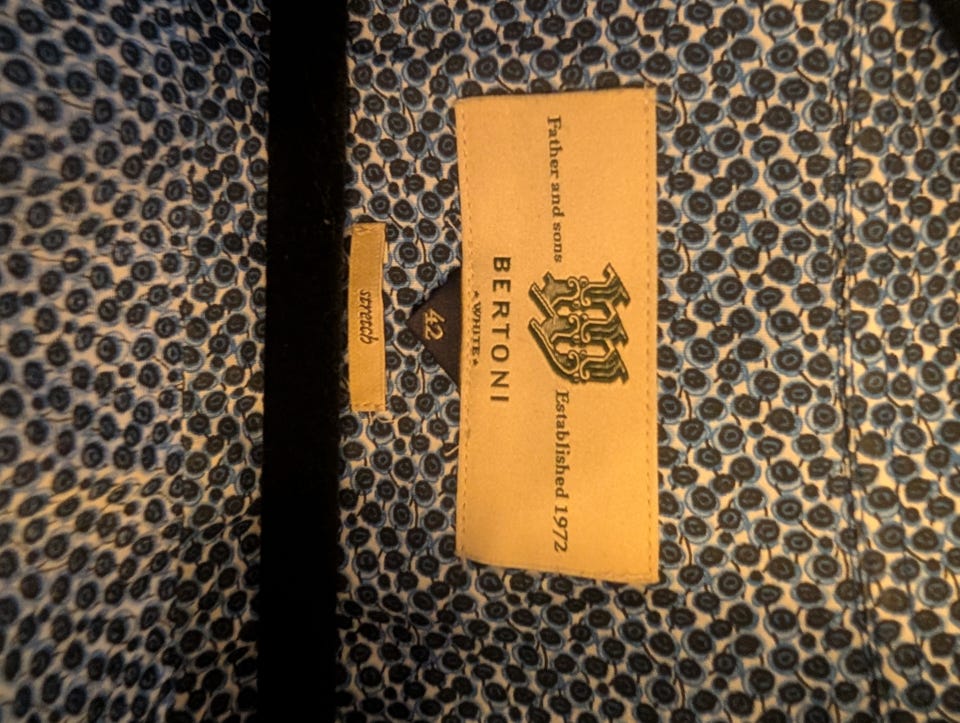 Father and sons Established 1972
BERTONI
WHITE
42
stretch